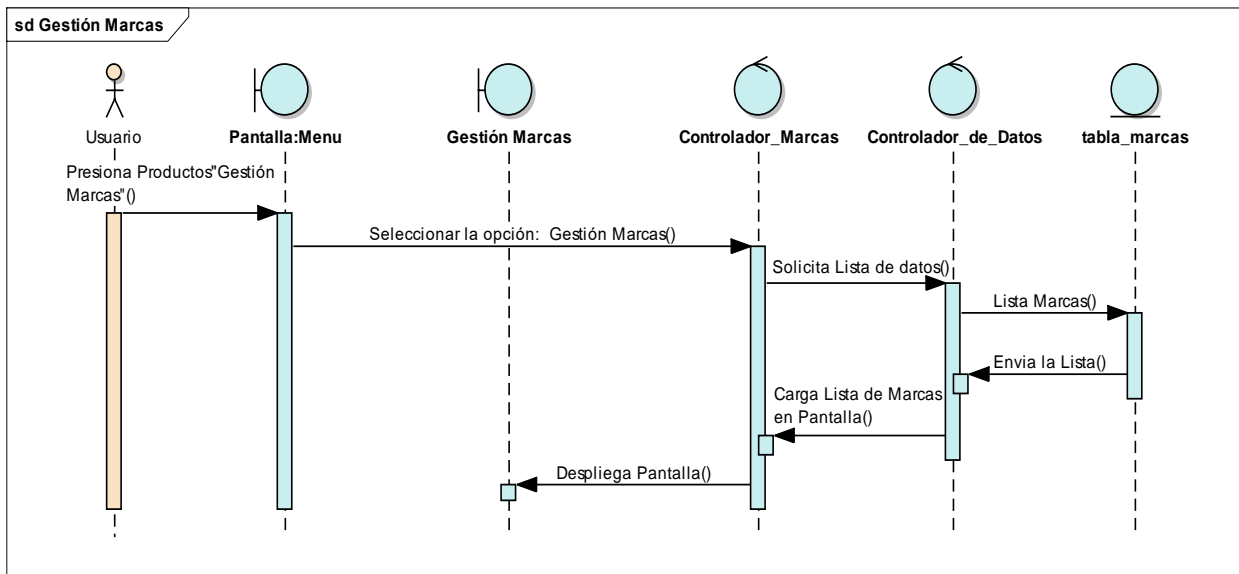 sd Gestión Marcas
Usuario
Pantalla:Menu
Gestión Marcas
Controlador_Marcas
Controlador_de_Datos
tabla_marcas
Presiona Productos"Gestión
Marcas"()
Seleccionar la opción:  Gestión Marcas()
Solicita Lista de datos()
Lista Marcas()
Envia la Lista()
Carga Lista de Marcas
en Pantalla()
Despliega Pantalla()